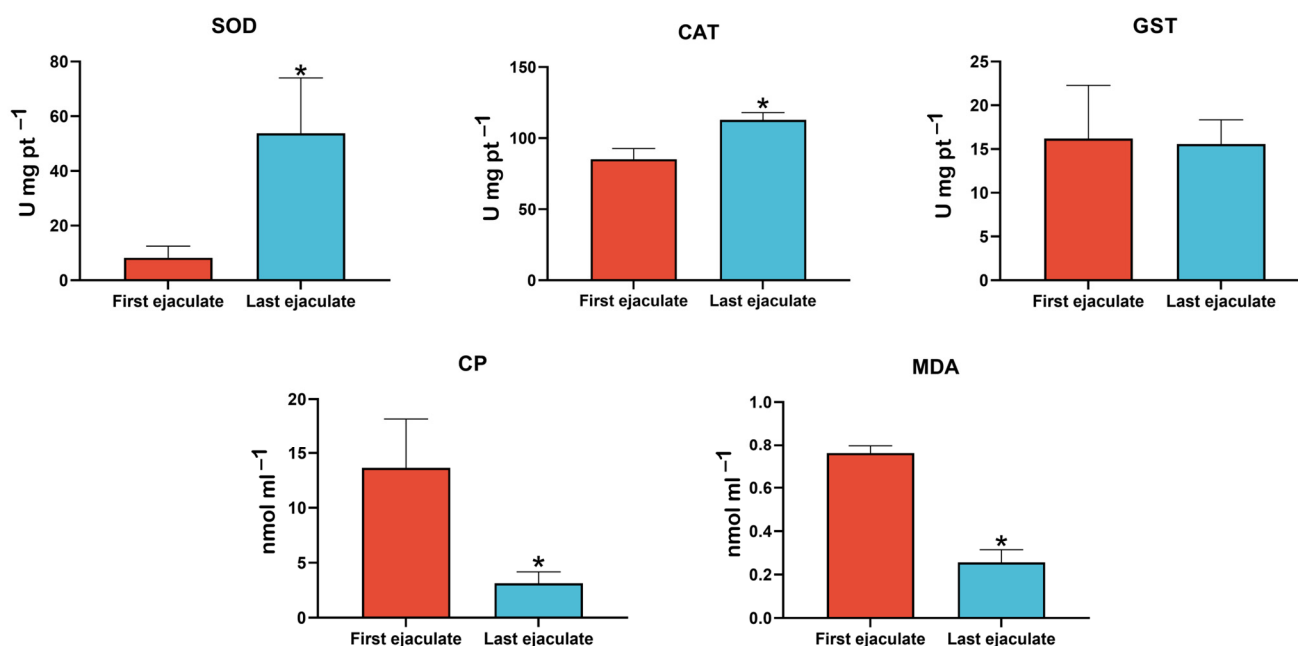 SOD
U mg pt ⁻¹
80
60
40
20
0
*
First ejaculate Last ejaculate
CAT
U mg pt ⁻¹
150
100
50
0
*
First ejaculate Last ejaculate
GST
U mg pt ⁻¹
25
20
15
10
5
0
First ejaculate Last ejaculate
CP
nmol ml ⁻¹
20
15
10
5
0
*
First ejaculate Last ejaculate
MDA
nmol ml ⁻¹
1.0
0.8
0.6
0.4
0.2
0.0
*
First ejaculate Last ejaculate